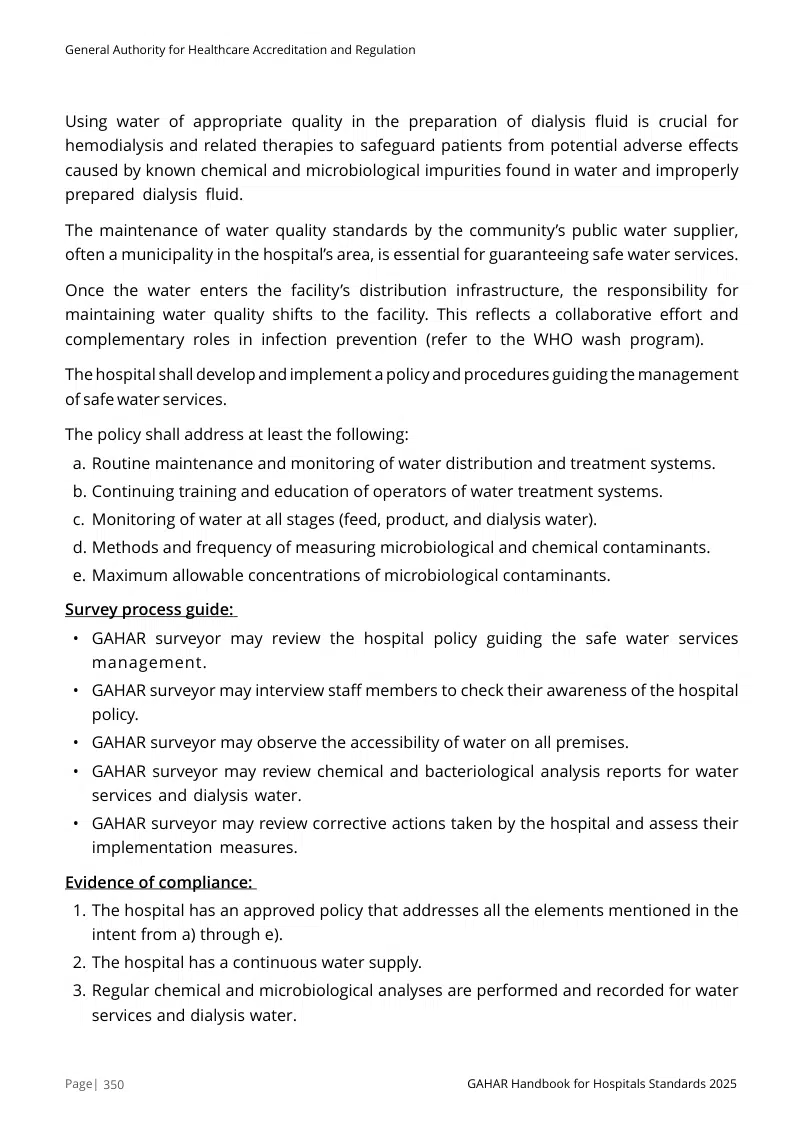 General Authority for Healthcare Accreditation and Regulation
Using water of appropriate quality in the preparation of dialysis fluid is crucial for
hemodialysis and related therapies to safeguard patients from potential adverse effects
caused by known chemical and microbiological impurities found in water and improperly
prepared dialysis fluid.
The maintenance of water quality standards by the community’s public water supplier,
often a municipality in the hospital’s area, is essential for guaranteeing safe water services.
Once the water enters the facility’s distribution infrastructure, the responsibility for
maintaining water quality shifts to the facility. This reflects a collaborative effort and
complementary roles in infection prevention (refer to the WHO wash program).
The hospital shall develop and implement a policy and procedures guiding the management
of safe water services.
The policy shall address at least the following:
a. Routine maintenance and monitoring of water distribution and treatment systems.
b. Continuing training and education of operators of water treatment systems.
c. Monitoring of water at all stages (feed, product, and dialysis water).
d. Methods and frequency of measuring microbiological and chemical contaminants.
e. Maximum allowable concentrations of microbiological contaminants.
Survey process guide:
• GAHAR surveyor may review the hospital policy guiding the safe water services
management.
• GAHAR surveyor may interview staff members to check their awareness of the hospital
policy.
• GAHAR surveyor may observe the accessibility of water on all premises.
• GAHAR surveyor may review chemical and bacteriological analysis reports for water
services and dialysis water.
• GAHAR surveyor may review corrective actions taken by the hospital and assess their
implementation measures.
Evidence of compliance:
1. The hospital has an approved policy that addresses all the elements mentioned in the
intent from a) through e).
2. The hospital has a continuous water supply.
3. Regular chemical and microbiological analyses are performed and recorded for water
services and dialysis water.
Page| 350
GAHAR Handbook for Hospitals Standards 2025